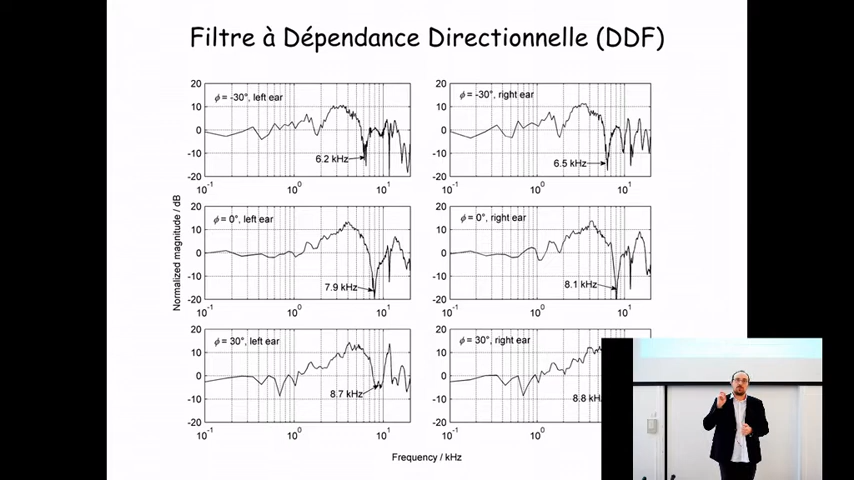 Filtre à Dépendance Directionnelle (DDF)
ϕ = -30°, left ear
ϕ = -30°, right ear
20
10
0
-10
-20
6.2 kHz
10⁻¹ 10⁰ 10¹
20
10
0
-10
-20
6.5 kHz
10⁻¹ 10⁰ 10¹
Normalized magnitude / dB
ϕ = 0°, left ear
ϕ = 0°, right ear
20
10
0
-10
-20
7.9 kHz
10⁻¹ 10⁰ 10¹
20
10
0
-10
-20
8.1 kHz
10⁻¹ 10⁰ 10¹
ϕ = 30°, left ear
ϕ = 30°, right ear
20
10
0
-10
-20
8.7 kHz
10⁻¹ 10⁰ 10¹
20
10
0
-10
-20
8.8 kH
10⁻¹ 10⁰
Frequency / kHz